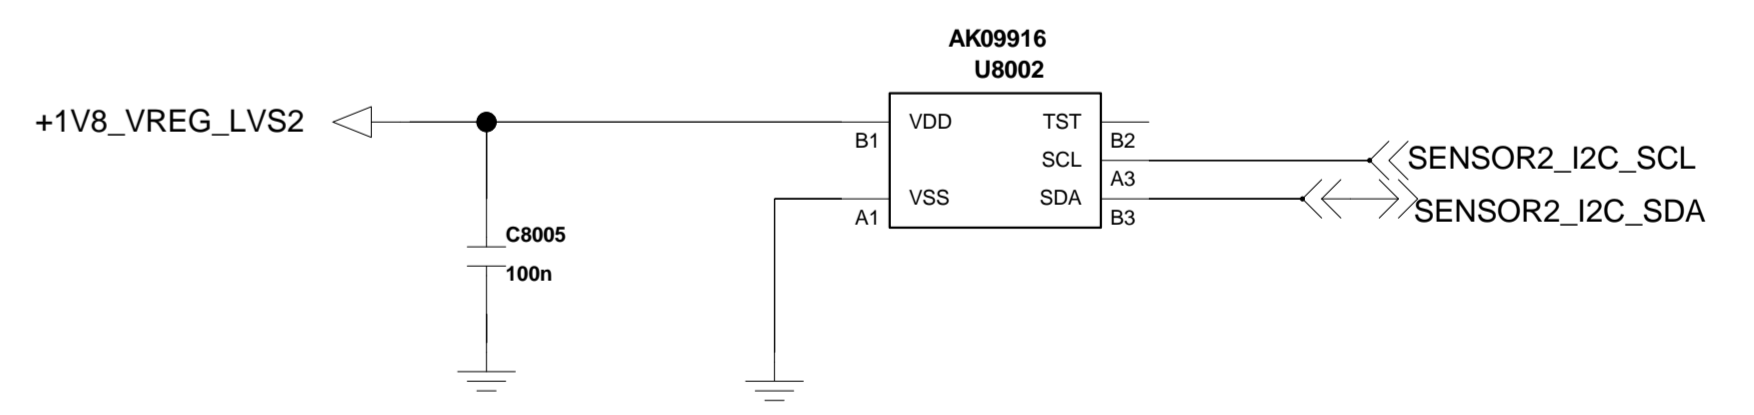 AK09916
U8002
+1V8_VREG_LVS2
VDD
TST
B1
B2
SCL
SENSOR2_I2C_SCL
A3
VSS
SDA
SENSOR2_I2C_SDA
A1
B3
C8005
100n